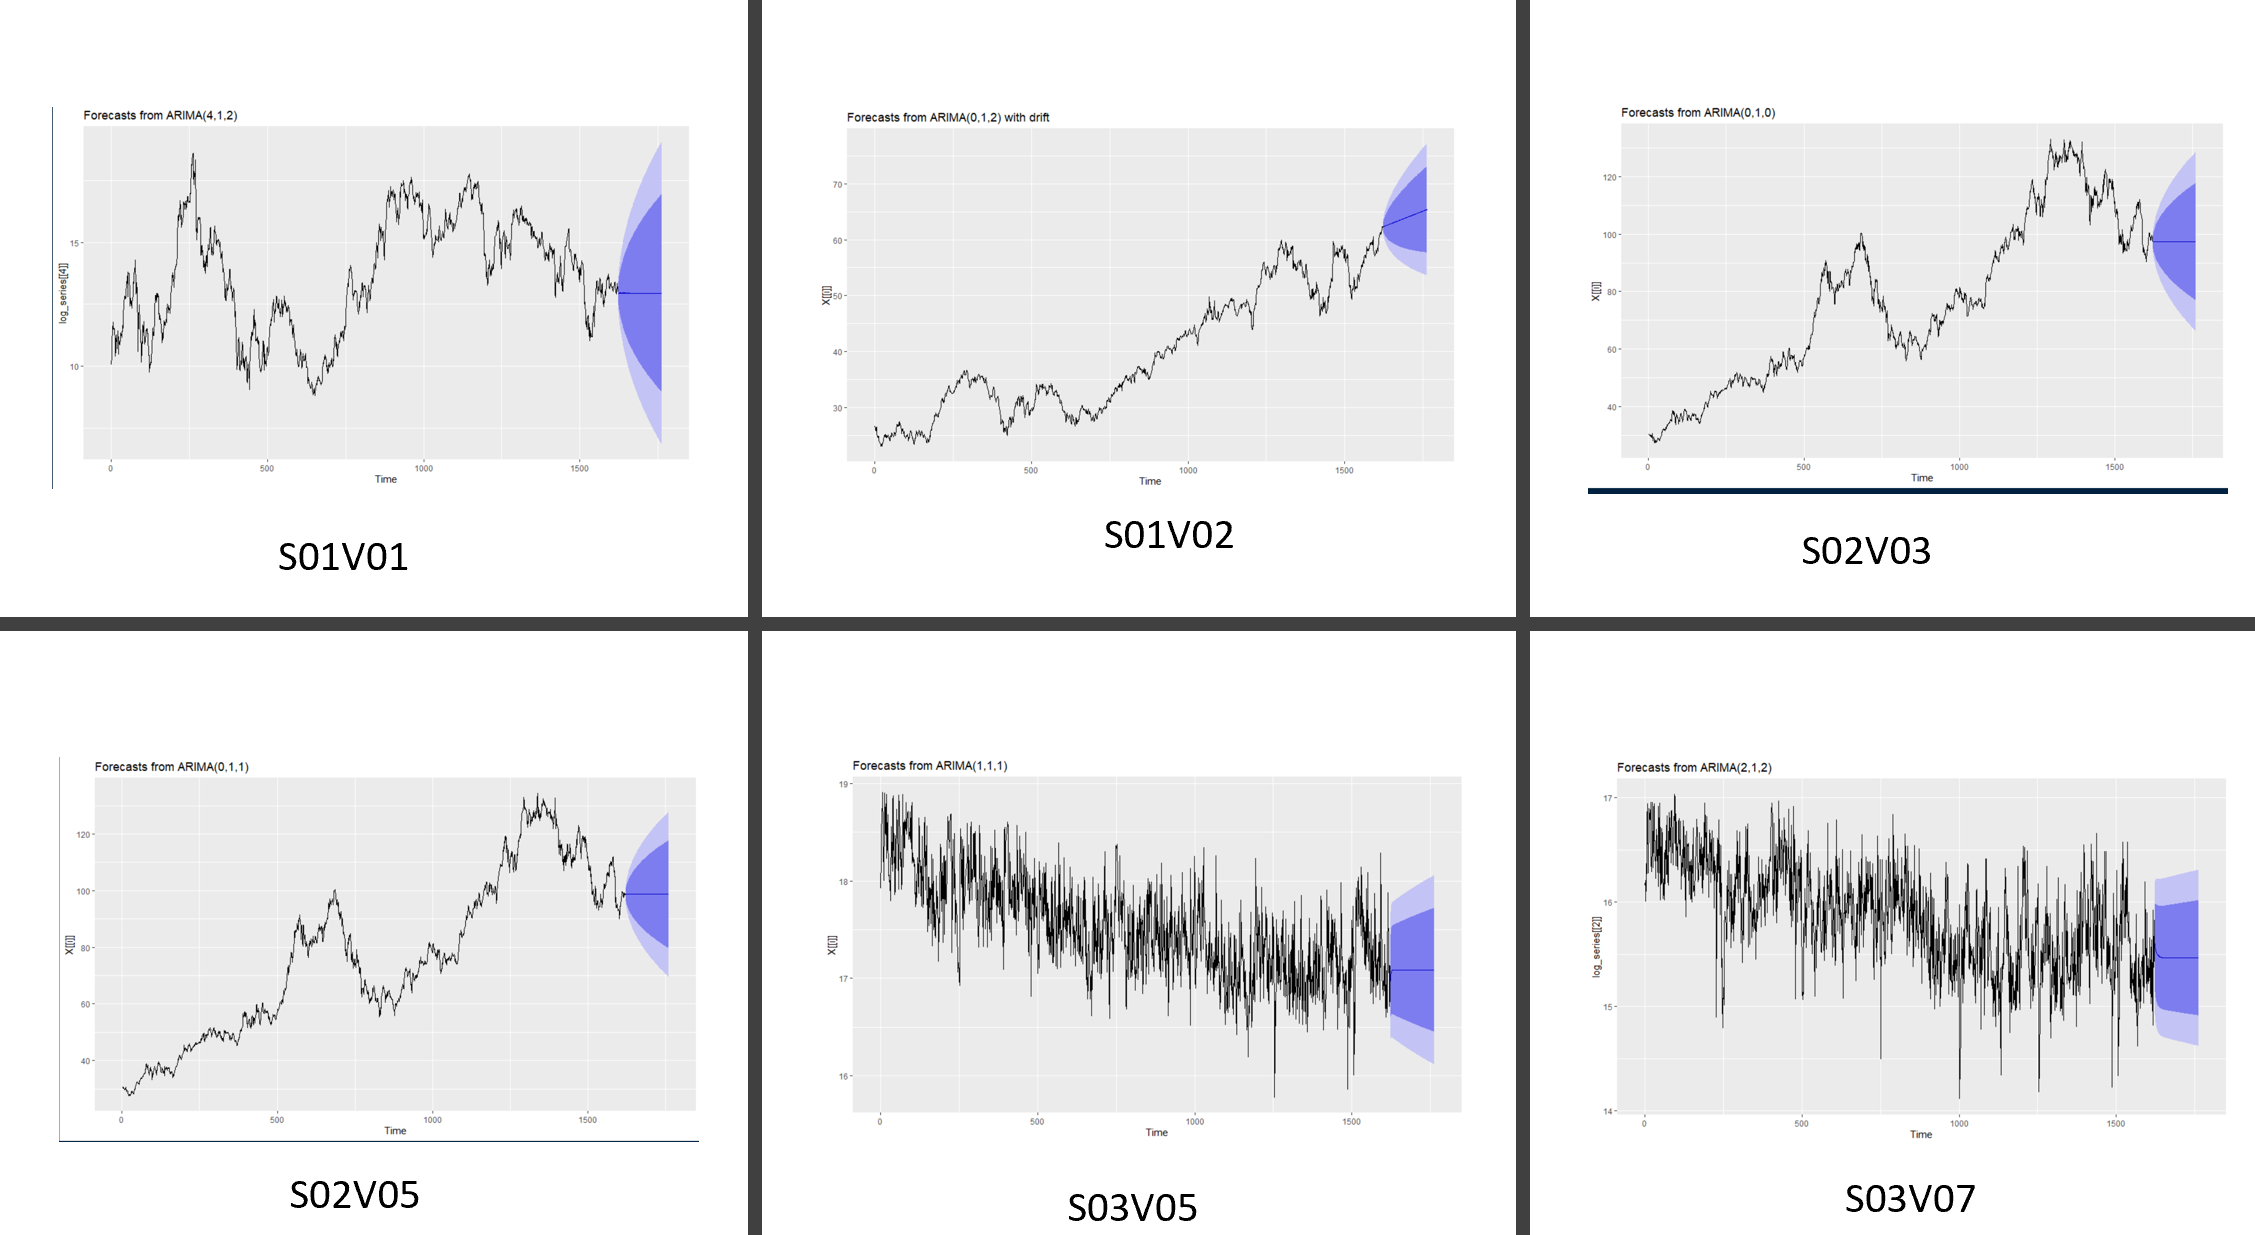 Forecasts from ARIMA(4,1,2)
15
10
log_series[[4]]
0 500 1000 1500
Time
S01V01
Forecasts from ARIMA(0,1,2) with drift
70
60
50
40
30
X[[i]]
0 500 1000 1500
Time
S01V02
Forecasts from ARIMA(0,1,0)
120
100
80
60
40
X[[i]]
0 500 1000 1500
Time
S02V03
Forecasts from ARIMA(0,1,1)
120
100
80
60
40
X[[i]]
0 500 1000 1500
Time
S02V05
Forecasts from ARIMA(1,1,1)
19
18
17
16
X[[i]]
0 500 1000 1500
Time
S03V05
Forecasts from ARIMA(2,1,2)
17
16
15
14
log_series[[2]]
0 500 1000 1500
Time
S03V07